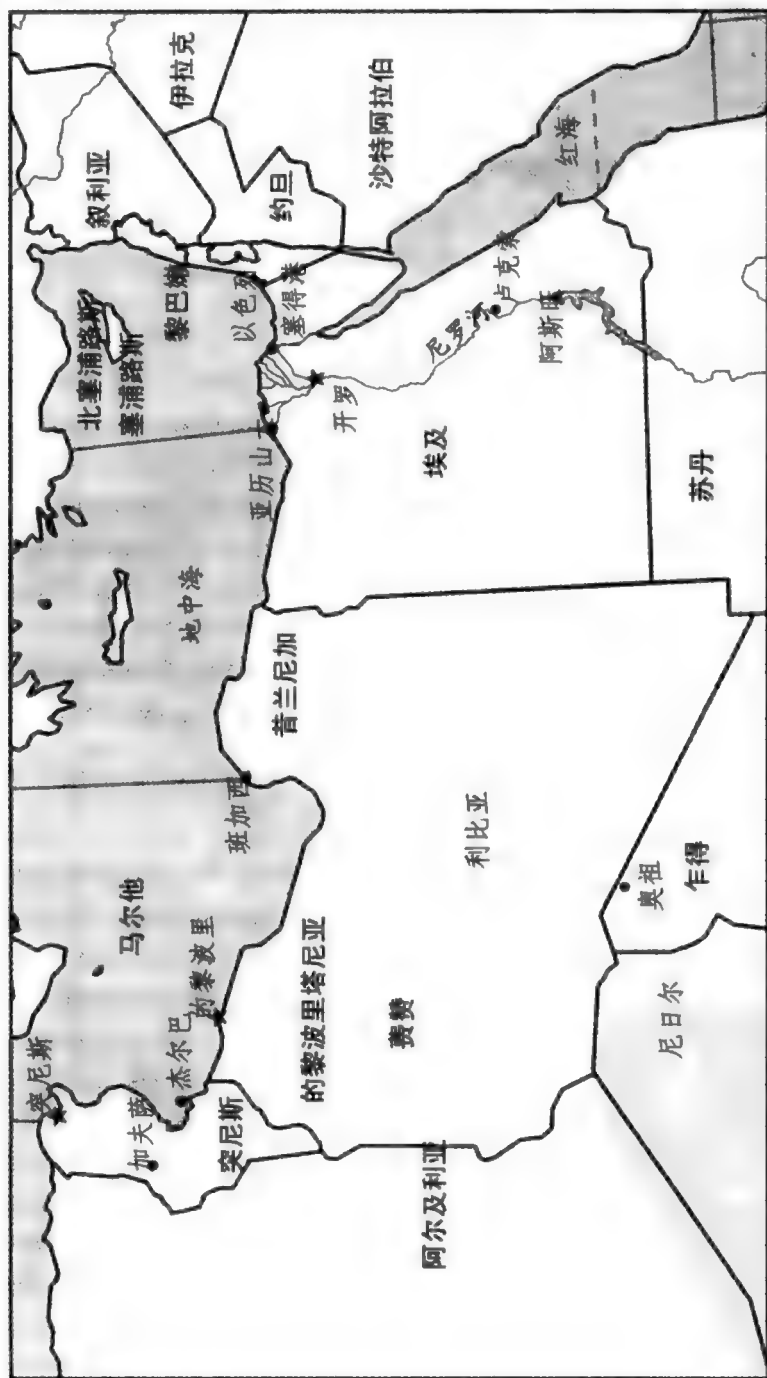 突尼斯
加夫萨
杰尔巴
突尼斯
阿尔及利亚
马尔他
的黎波里
的黎波里塔尼亚
费赞
班加西
昔兰尼加
利比亚
尼日尔
奥祖
乍得
地中海
北塞浦路斯
塞浦路斯
黎巴嫩
叙利亚
伊拉克
以色列
约旦
沙特阿拉伯
塞得港
开罗
尼罗河
卢克索
阿斯旺
埃及
红海
苏丹